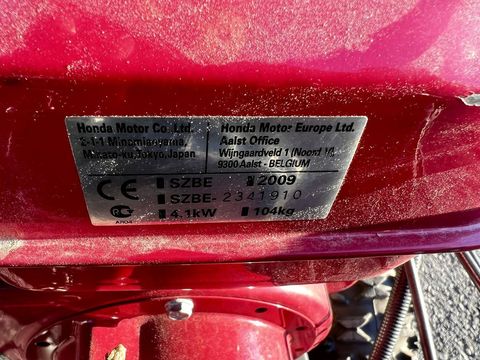 Honda Motor Co. Ltd.
2-1-1 Minamiaoyama,
Minato-ku, Tokyo, Japan
Honda Motor Europe Ltd.
Aalst Office
Wijngaardveld 1 (Noord V)
9300 Aalst - BELGIUM
CE SZBE 2009
SZBE- 2341910
4.1kW 104kg
AR04